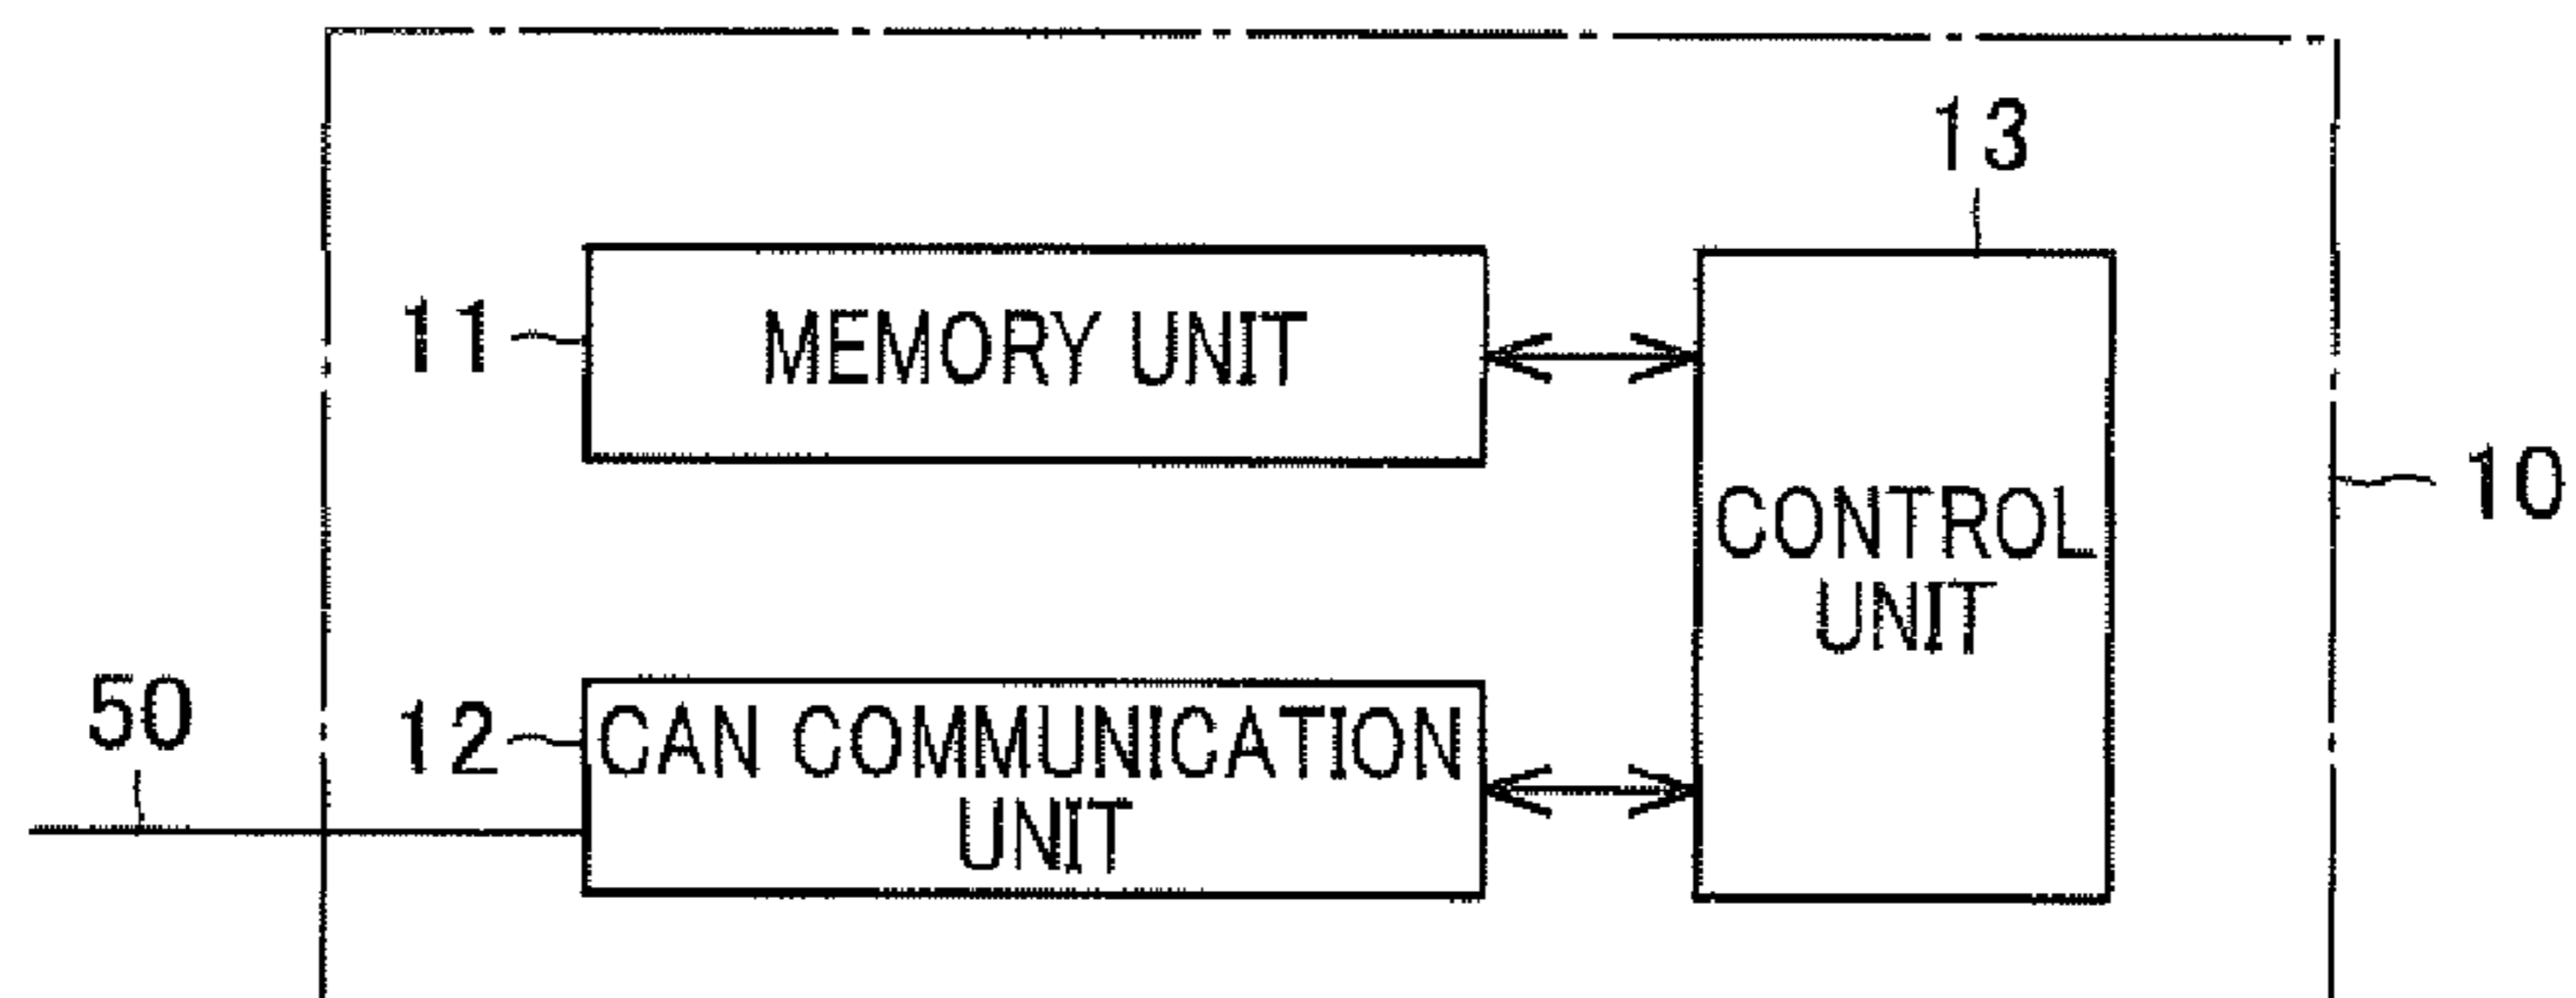 13
11
MEMORY UNIT
10
CONTROL
UNIT
50
12
CAN COMMUNICATION
UNIT